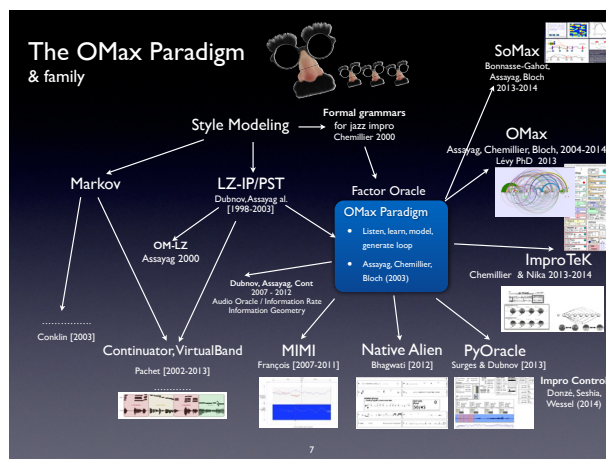 The OMax Paradigm
& family
SoMax
Bonnasse-Gahot,
Assayag, Bloch
2013-2014
Formal grammars
for jazz impro
Chemillier 2000
Style Modeling
OMax
Assayag, Chemillier, Bloch, 2004-2014
Lévy PhD 2013
Markov
LZ-IP/PST
Dubnov, Assayag al.
[1998-2003]
Factor Oracle
OMax Paradigm
• Listen, learn, model,
generate loop
• Assayag, Chemillier,
Bloch (2003)
OM-LZ
Assayag 2000
ImproTeK
Chemillier & Nika 2013-2014
Dubnov, Assayag, Cont
2007 - 2012
Audio Oracle / Information Rate
Information Geometry
...................
Conklin [2003]
Continuator, VirtualBand
Pachet [2002-2013]
...............
MIMI
François [2007-2011]
Native Alien
Bhagwati [2012]
PyOracle
Surges & Dubnov [2013]
Impro Control
Donzé, Seshia,
Wessel (2014)
7